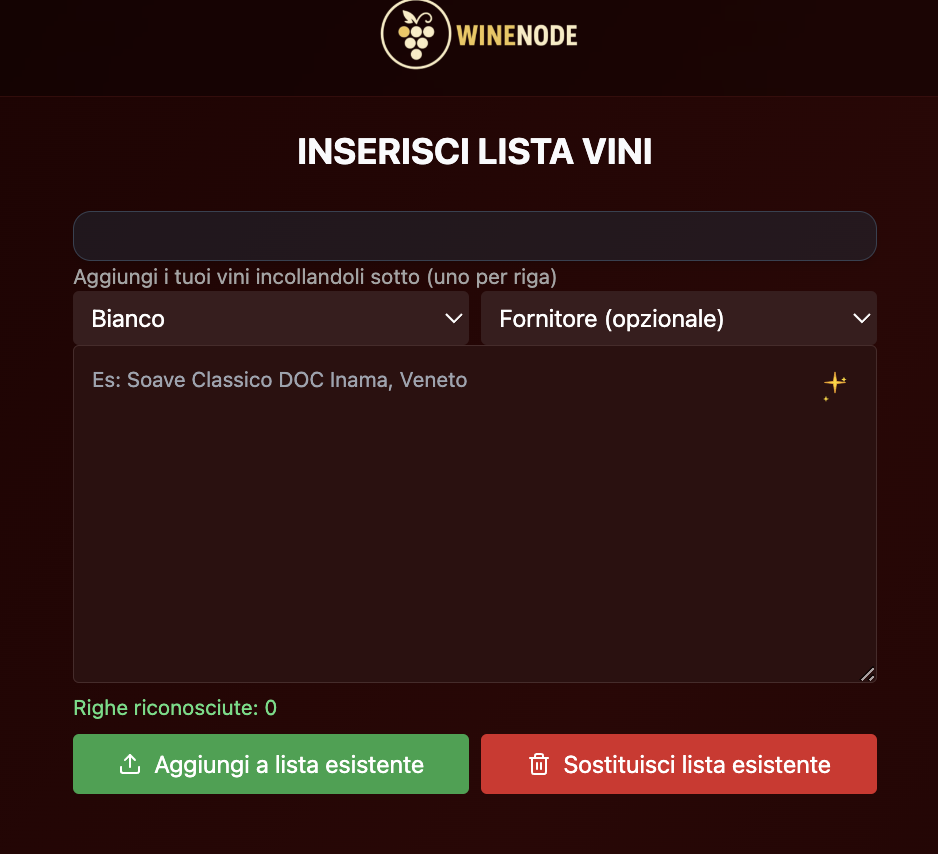 WINENODE
INSERISCI LISTA VINI
Aggiungi i tuoi vini incollandoli sotto (uno per riga)
Bianco
Fornitore (opzionale)
Es: Soave Classico DOC Inama, Veneto
Righe riconosciute: 0
Aggiungi a lista esistente
Sostituisci lista esistente